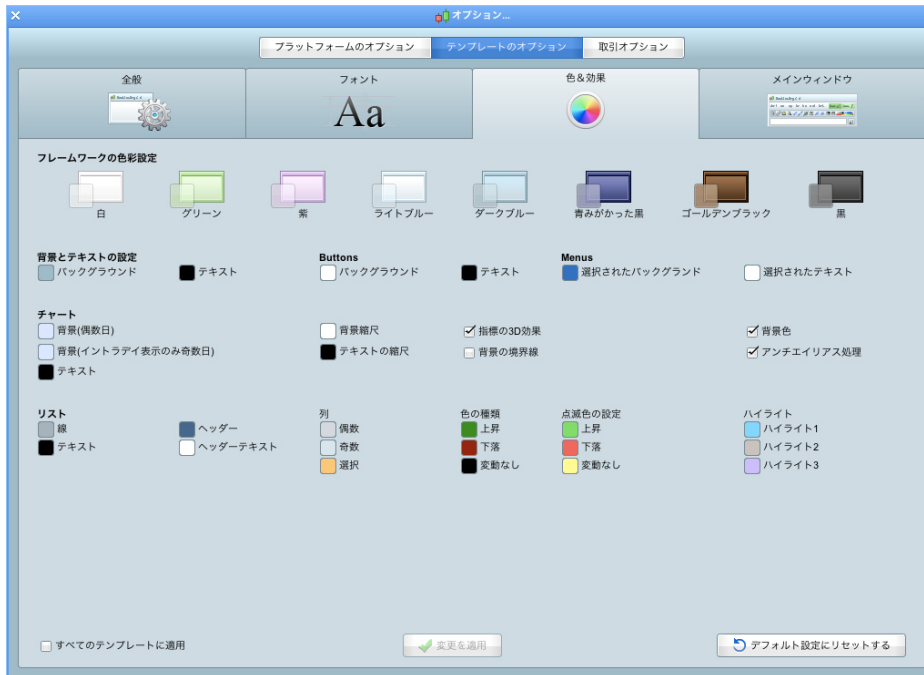 オプション...
プラットフォームのオプション テンプレートのオプション 取引オプション
全般 フォント 色&効果 メインウィンドウ
Aa
フレームワークの色彩設定
白 グリーン 紫 ライトブルー ダークブルー 青みがかった黒 ゴールデンブラック 黒
背景とテキストの設定 Buttons Menus
バックグラウンド テキスト バックグラウンド テキスト 選択されたバックグランド 選択されたテキスト
チャート
背景(偶数日) 背景縮尺 指標の3D効果 背景色
背景(イントラデイ表示のみ奇数日) テキストの縮尺 背景の境界線 アンチエイリアス処理
テキスト
リスト 列 色の種類 点滅色の設定 ハイライト
線 ヘッダー 偶数 上昇 上昇 ハイライト1
テキスト ヘッダーテキスト 奇数 下落 下落 ハイライト2
選択 変動なし 変動なし ハイライト3
すべてのテンプレートに適用 変更を適用 デフォルト設定にリセットする